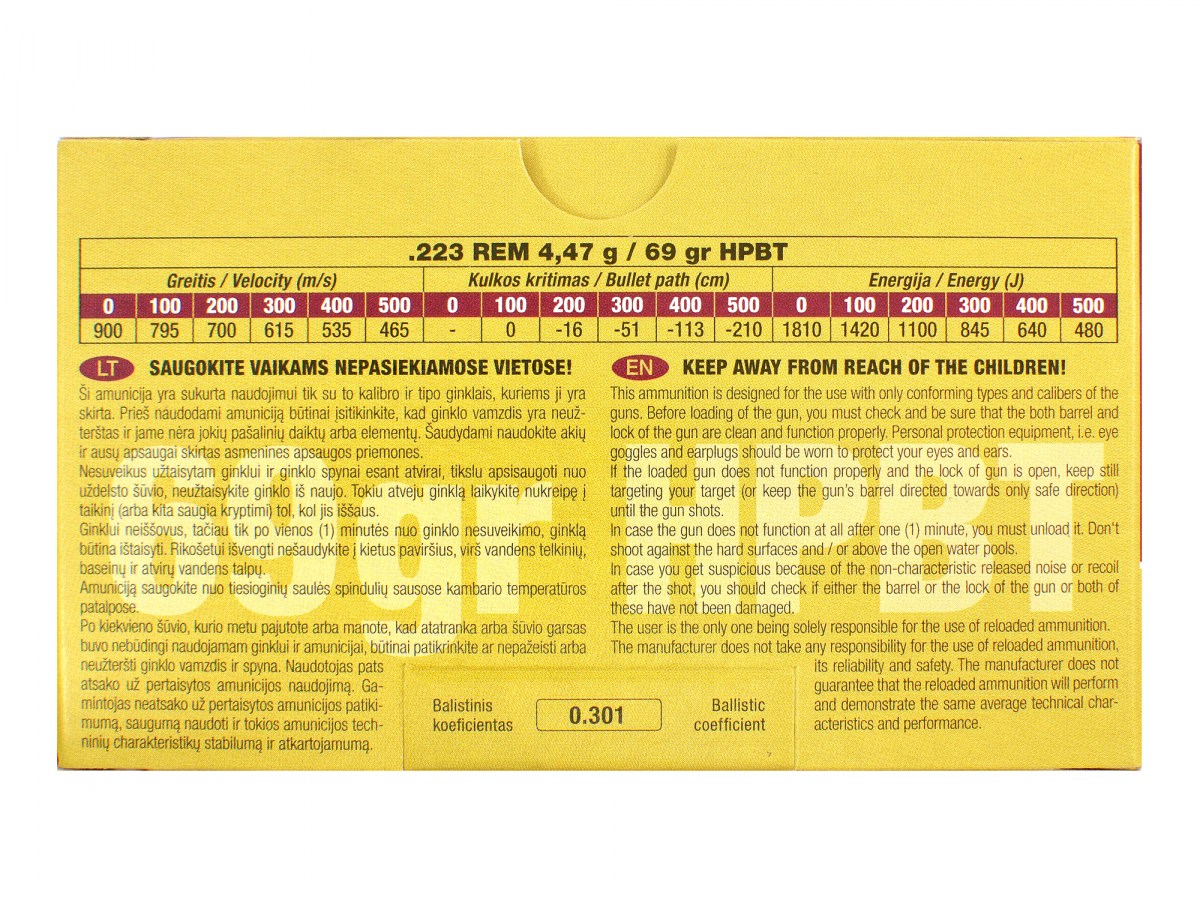 .223 REM 4,47 g / 69 gr HPBT
Greitis / Velocity (m/s) Kulkos kritimas / Bullet path (cm) Energija / Energy (J)
0 100 200 300 400 500 0 100 200 300 400 500 0 100 200 300 400 500
900 795 700 615 535 465 - 0 -16 -51 -113 -210 1810 1420 1100 845 640 480
LT SAUGOKITE VAIKAMS NEPASIEKIAMOSE VIETOSE!
Ši amunicija yra sukurta naudojimui tik su to kalibro ir tipo ginklais, kuriems ji yra
skirta. Prieš naudodami amuniciją būtinai įsitikinkite, kad ginklo vamzdis yra neuž-
terštas ir jame nėra jokių pašalinių daiktų arba elementų. Šaudydami naudokite akių
ir ausų apsaugai skirtas asmenines apsaugos priemones.
Nesuveikus užtaisytam ginklui ir ginklo spynai esant atvirai, tikslu apsisaugoti nuo
uždelsto šūvio, neužtaisykite ginklo iš naujo. Tokiu atveju ginklą laikykite nukreipę į
taikinį (arba kita saugia kryptimi) tol, kol jis iššaus.
Ginklui neiššovus, tačiau tik po vienos (1) minutės nuo ginklo nesuveikimo, ginklą
būtina ištaisyti. Rikošetui išvengti nešaudykite į kietus paviršius, virš vandens telkinių,
baseinų ir atvirų vandens talpų.
Amuniciją saugokite nuo tiesioginių saulės spindulių sausose kambario temperatūros
patalpose.
Po kiekvieno šūvio, kurio metu pajutote arba manote, kad atatranka arba šūvio garsas
buvo nebūdingi naudojamam ginklui ir amunicijai, būtinai patikrinkite ar nepažeisti arba
neužteršti ginklo vamzdis ir spyna. Naudotojas pats
atsako už pertaisytos amunicijos naudojimą. Ga-
mintojas neatsako už pertaisytos amunicijos patiki-
mumą, saugumą naudoti ir tokios amunicijos tech-
ninių charakteristikų stabilumą ir atkartojamumą.
EN KEEP AWAY FROM REACH OF THE CHILDREN!
This ammunition is designed for the use with only conforming types and calibers of the
guns. Before loading of the gun, you must check and be sure that the both barrel and
lock of the gun are clean and function properly. Personal protection equipment, i.e. eye
goggles and earplugs should be worn to protect your eyes and ears.
If the loaded gun does not function properly and the lock of gun is open, keep still
targeting your target (or keep the gun's barrel directed towards only safe direction)
until the gun shots.
In case the gun does not function at all after one (1) minute, you must unload it. Don't
shoot against the hard surfaces and / or above the open water pools.
In case you get suspicious because of the non-characteristic released noise or recoil
after the shot, you should check if either the barrel or the lock of the gun or both of
these have not been damaged.
The user is the only one being solely responsible for the use of reloaded ammunition.
The manufacturer does not take any responsibility for the use of reloaded ammunition,
its reliability and safety. The manufacturer does not
guarantee that the reloaded ammunition will perform
and demonstrate the same average technical char-
acteristics and performance.
69gr HPBT
Balistinis
koeficientas
0.301
Ballistic
coefficient